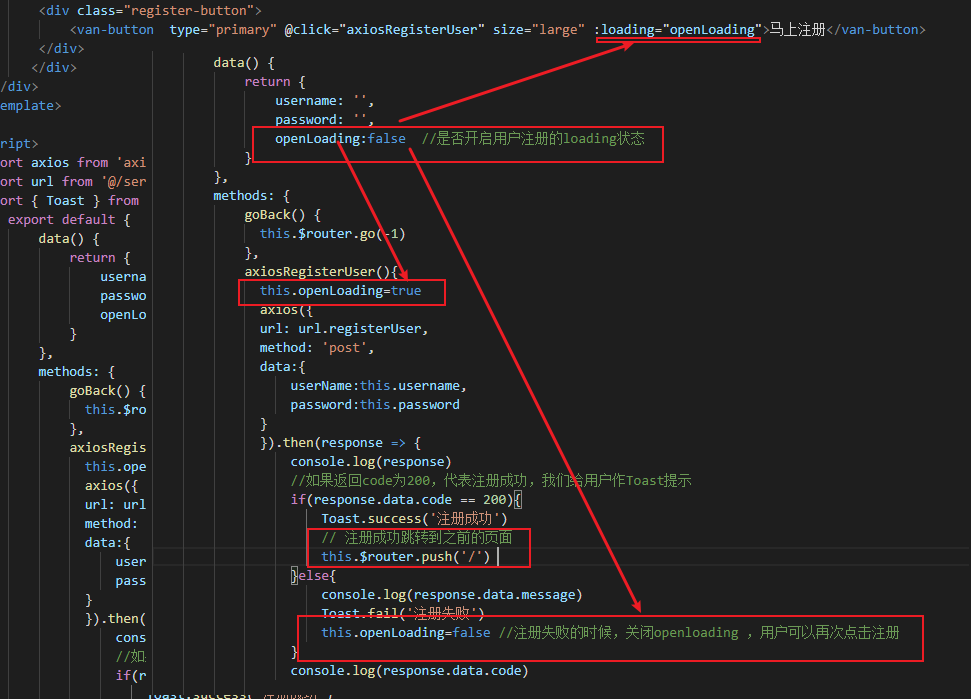 <div class="register-button">
<van-button  type="primary" @click="axiosRegisterUser" size="large" :loading="openLoading">马上注册</van-button>
</div>
</div>
/div>
emplate>
ript>
ort axios from 'axi
ort url from '@/ser
ort { Toast } from
export default {
data() {
return {
userna
passwo
openLo
}
},
methods: {
goBack() {
this.$ro
},
axiosRegis
this.ope
axios({
url: url
method:
data:{
user
pass
}
}).then(
cons
//如
if(r
data() {
return {
username: '',
password: '',
openLoading:false  //是否开启用户注册的loading状态
}
},
methods: {
goBack() {
this.$router.go(-1)
},
axiosRegisterUser(){
this.openLoading=true
axios({
url: url.registerUser,
method: 'post',
data:{
userName:this.username,
password:this.password
}
}).then(response => {
console.log(response)
//如果返回code为200，代表注册成功，我们给用户作Toast提示
if(response.data.code == 200){
Toast.success('注册成功')
// 注册成功跳转到之前的页面
this.$router.push('/')
}else{
console.log(response.data.message)
Toast.fail('注册失败')
this.openLoading=false //注册失败的时候，关闭openloading ，用户可以再次点击注册
}
console.log(response.data.code)
Toast.success('注册成功')